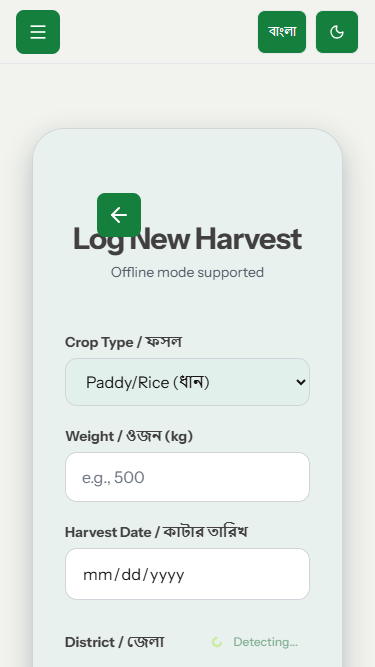 বাংলা
Log New Harvest
Offline mode supported
Crop Type / ফসল
Paddy/Rice (ধান)
Weight / ওজন (kg)
e.g., 500
Harvest Date / কাটার তারিখ
mm/dd/yyyy
District / জেলা Detecting...